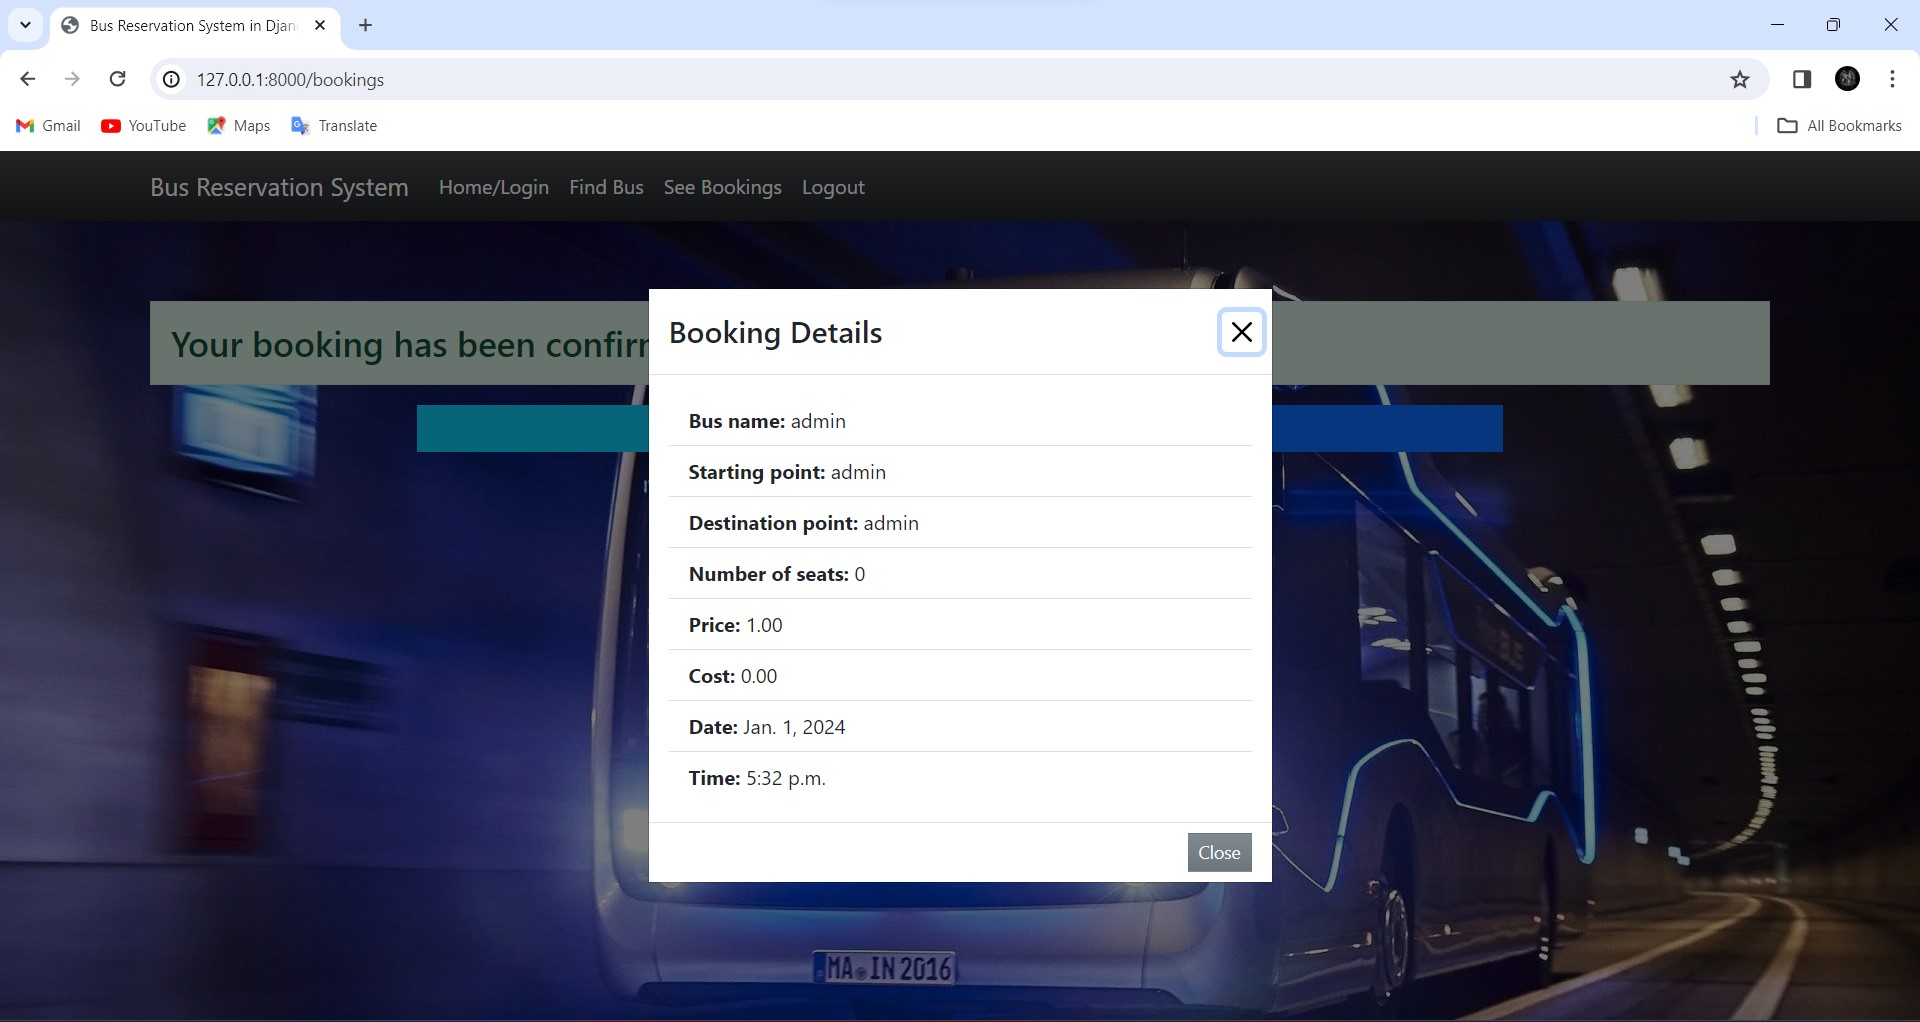 Bus Reservation System in Djan
127.0.0.1:8000/bookings
Gmail YouTube Maps Translate All Bookmarks
Bus Reservation System Home/Login Find Bus See Bookings Logout
Your booking has been confir
Booking Details
Bus name: admin
Starting point: admin
Destination point: admin
Number of seats: 0
Price: 1.00
Cost: 0.00
Date: Jan. 1, 2024
Time: 5:32 p.m.
Close
MA IN 2016